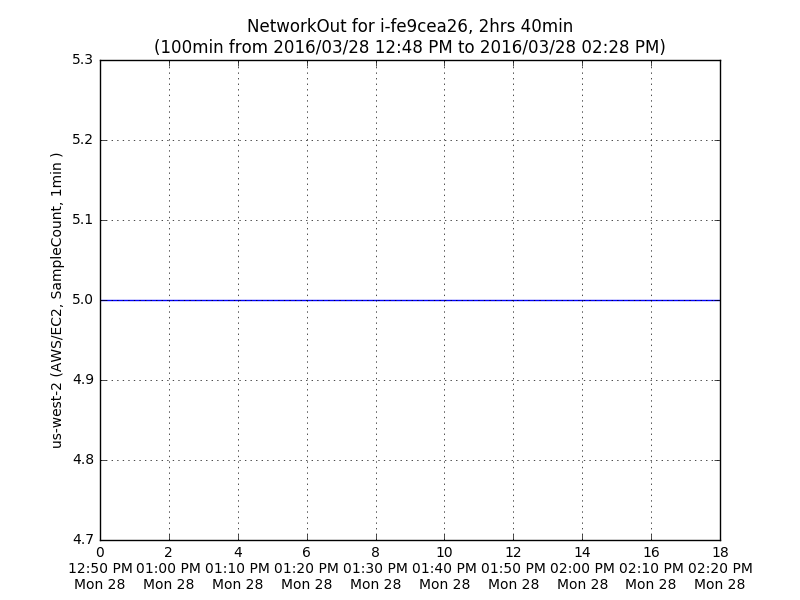 NetworkOut for i-fe9cea26, 2hrs 40min
(100min from 2016/03/28 12:48 PM to 2016/03/28 02:28 PM)
5.3
5.2
5.1
5.0
4.9
4.8
4.7
us-west-2 (AWS/EC2, SampleCount, 1min )
0 2 4 6 8 10 12 14 16 18
12:50 PM 01:00 PM 01:10 PM 01:20 PM 01:30 PM 01:40 PM 01:50 PM 02:00 PM 02:10 PM 02:20 PM
Mon 28 Mon 28 Mon 28 Mon 28 Mon 28 Mon 28 Mon 28 Mon 28 Mon 28 Mon 28